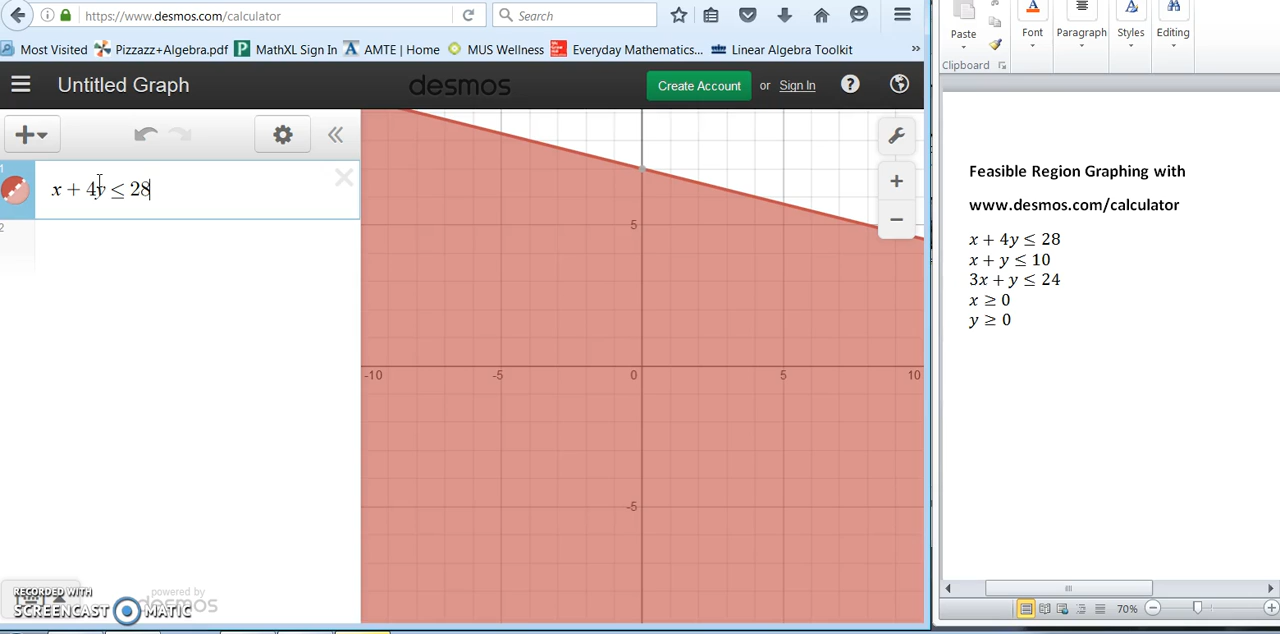 https://www.desmos.com/calculator
Search
Most Visited
Pizzazz+Algebra.pdf
MathXL Sign In
AMTE | Home
MUS Wellness
Everyday Mathematics...
Linear Algebra Toolkit
»
Untitled Graph
desmos
Create Account or Sign In
x + 4y ≤ 28
1
2
5
-10 -5 0 5 10
-5
powered by
desmos
RECORDED WITH
SCREENCAST MATIC
Paste
Font
Paragraph
Styles
Editing
Clipboard
Feasible Region Graphing with
www.desmos.com/calculator
x + 4y ≤ 28
x + y ≤ 10
3x + y ≤ 24
x ≥ 0
y ≥ 0
70%